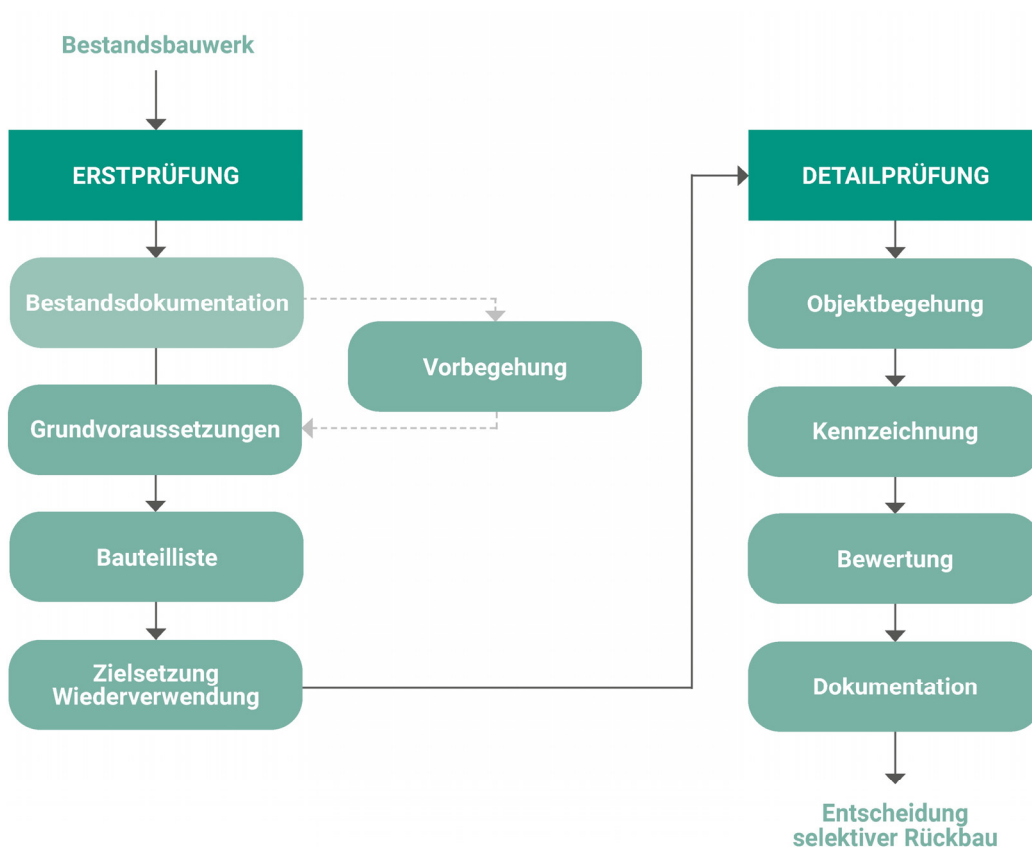 Bestandsbauwerk
ERSTPRÜFUNG
Bestandsdokumentation
Vorbegehung
Grundvoraussetzungen
Bauteilliste
Zielsetzung
Wiederverwendung
DETAILPRÜFUNG
Objektbegehung
Kennzeichnung
Bewertung
Dokumentation
Entscheidung
selektiver Rückbau